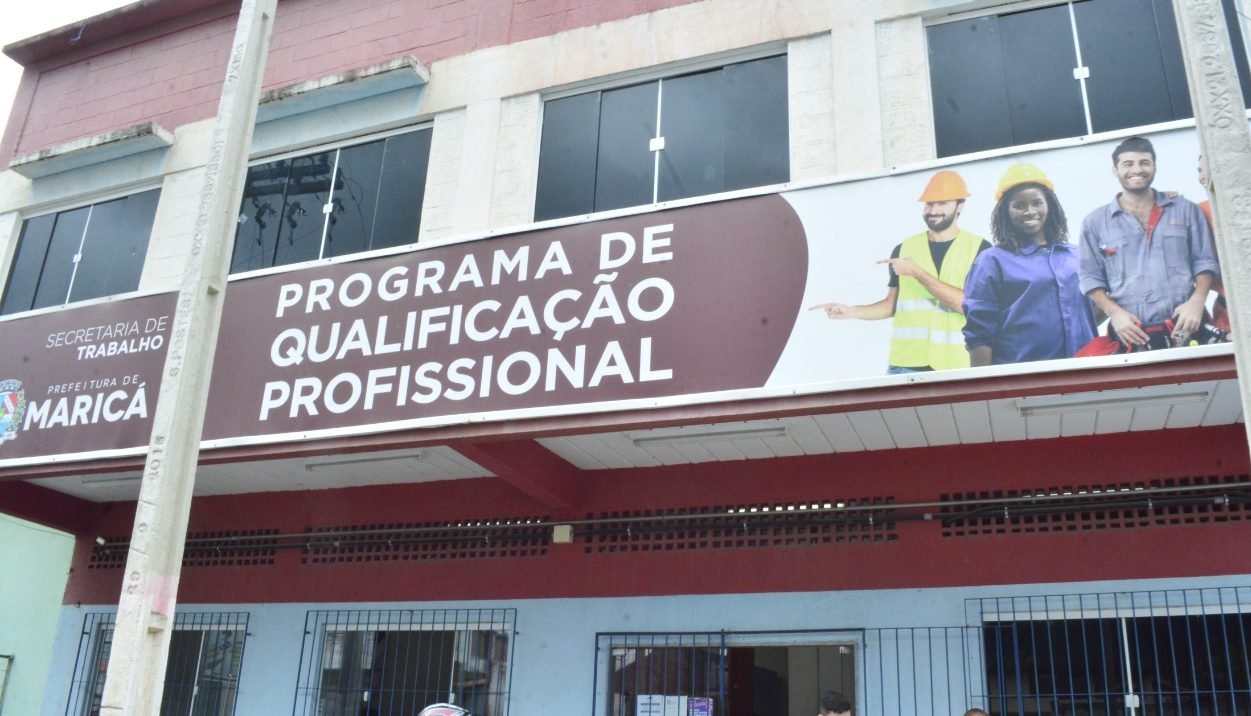 SECRETARIA DE
TRABALHO
PREFEITURA DE
MARICÁ
PROGRAMA DE
QUALIFICAÇÃO
PROFISSIONAL